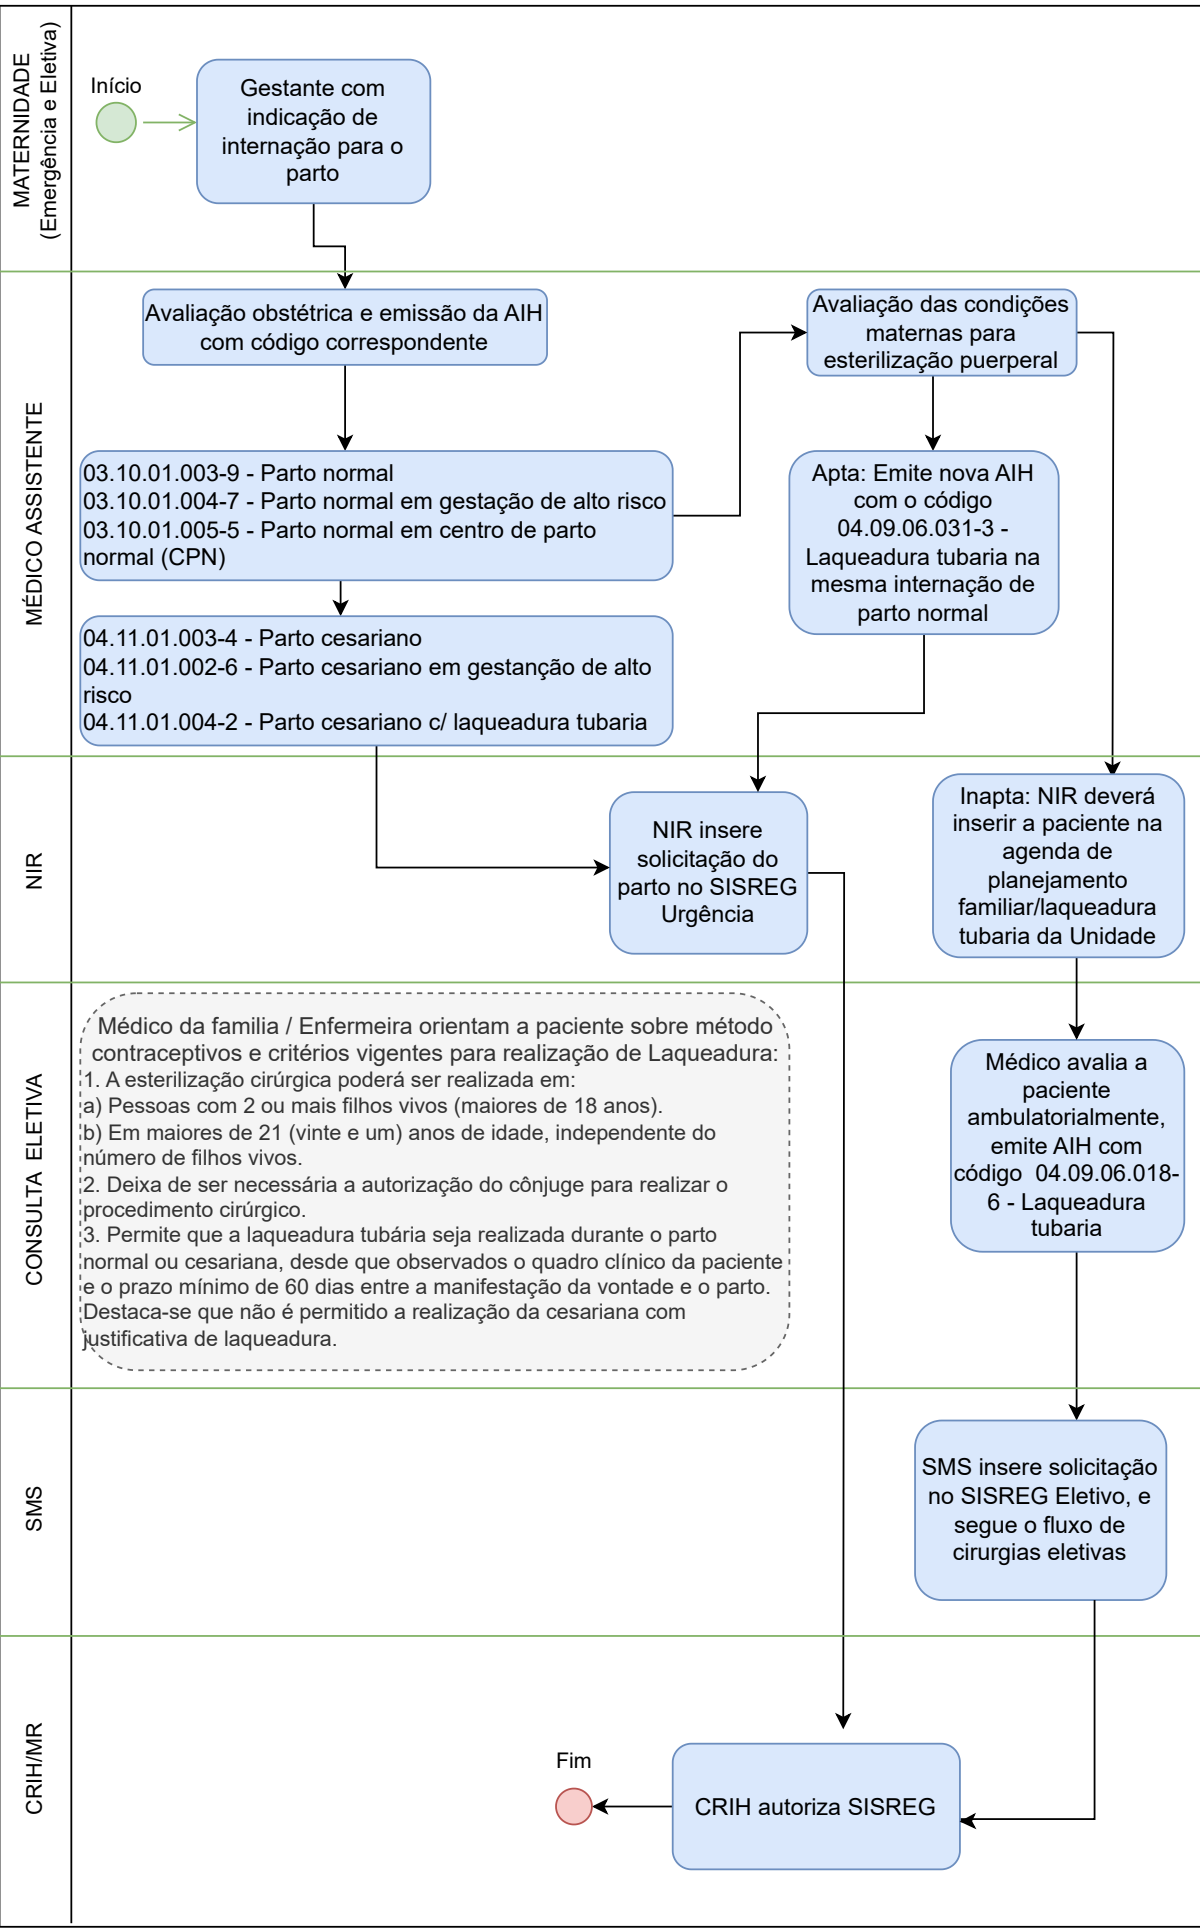 MATERNIDADE
(Emergência e Eletiva)
Início
Gestante com
indicação de
internação para o
parto
MÉDICO ASSISTENTE
Avaliação obstétrica e emissão da AIH
com código correspondente
Avaliação das condições
maternas para
esterilização puerperal
03.10.01.003-9 - Parto normal
03.10.01.004-7 - Parto normal em gestação de alto risco
03.10.01.005-5 - Parto normal em centro de parto
normal (CPN)
Apta: Emite nova AIH
com o código
04.09.06.031-3 -
Laqueadura tubaria na
mesma internação de
parto normal
04.11.01.003-4 - Parto cesariano
04.11.01.002-6 - Parto cesariano em gestanção de alto
risco
04.11.01.004-2 - Parto cesariano c/ laqueadura tubaria
NIR
NIR insere
solicitação do
parto no SISREG
Urgência
Inapta: NIR deverá
inserir a paciente na
agenda de
planejamento
familiar/laqueadura
tubaria da Unidade
CONSULTA ELETIVA
Médico da familia / Enfermeira orientam a paciente sobre método
contraceptivos e critérios vigentes para realização de Laqueadura:
1. A esterilização cirúrgica poderá ser realizada em:
a) Pessoas com 2 ou mais filhos vivos (maiores de 18 anos).
b) Em maiores de 21 (vinte e um) anos de idade, independente do
número de filhos vivos.
2. Deixa de ser necessária a autorização do cônjuge para realizar o
procedimento cirúrgico.
3. Permite que a laqueadura tubária seja realizada durante o parto
normal ou cesariana, desde que observados o quadro clínico da paciente
e o prazo mínimo de 60 dias entre a manifestação da vontade e o parto.
Destaca-se que não é permitido a realização da cesariana com
justificativa de laqueadura.
Médico avalia a
paciente
ambulatorialmente,
emite AIH com
código 04.09.06.018-
6 - Laqueadura
tubaria
SMS
SMS insere solicitação
no SISREG Eletivo, e
segue o fluxo de
cirurgias eletivas
CRIH/MR
Fim
CRIH autoriza SISREG